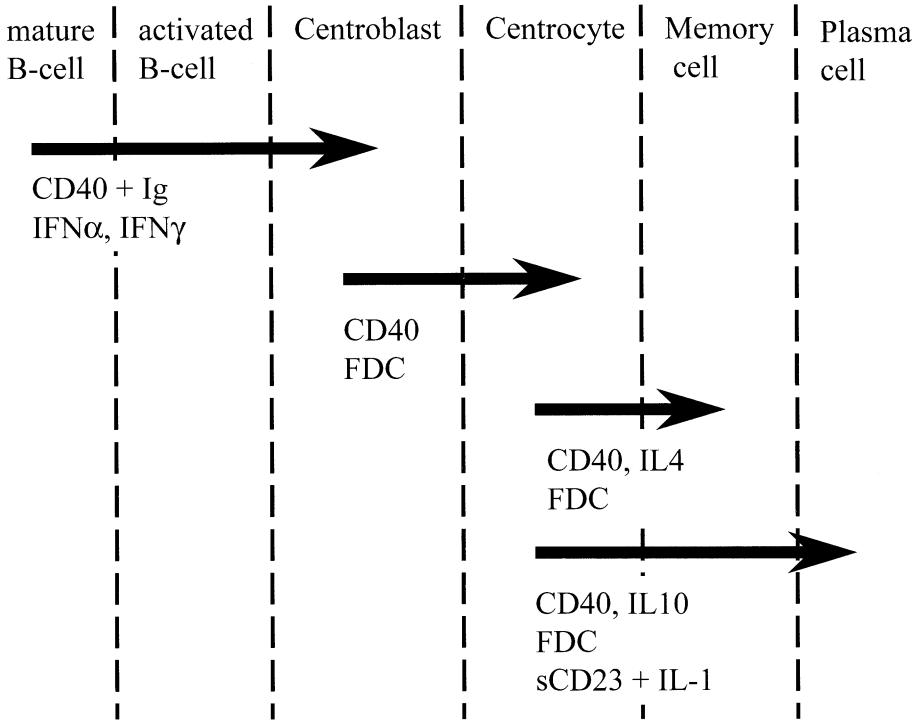 mature
B-cell
activated
B-cell
Centroblast
Centrocyte
Memory
cell
Plasma
cell
CD40 + Ig
IFNα, IFNγ
CD40
FDC
CD40, IL4
FDC
CD40, IL10
FDC
sCD23 + IL-1